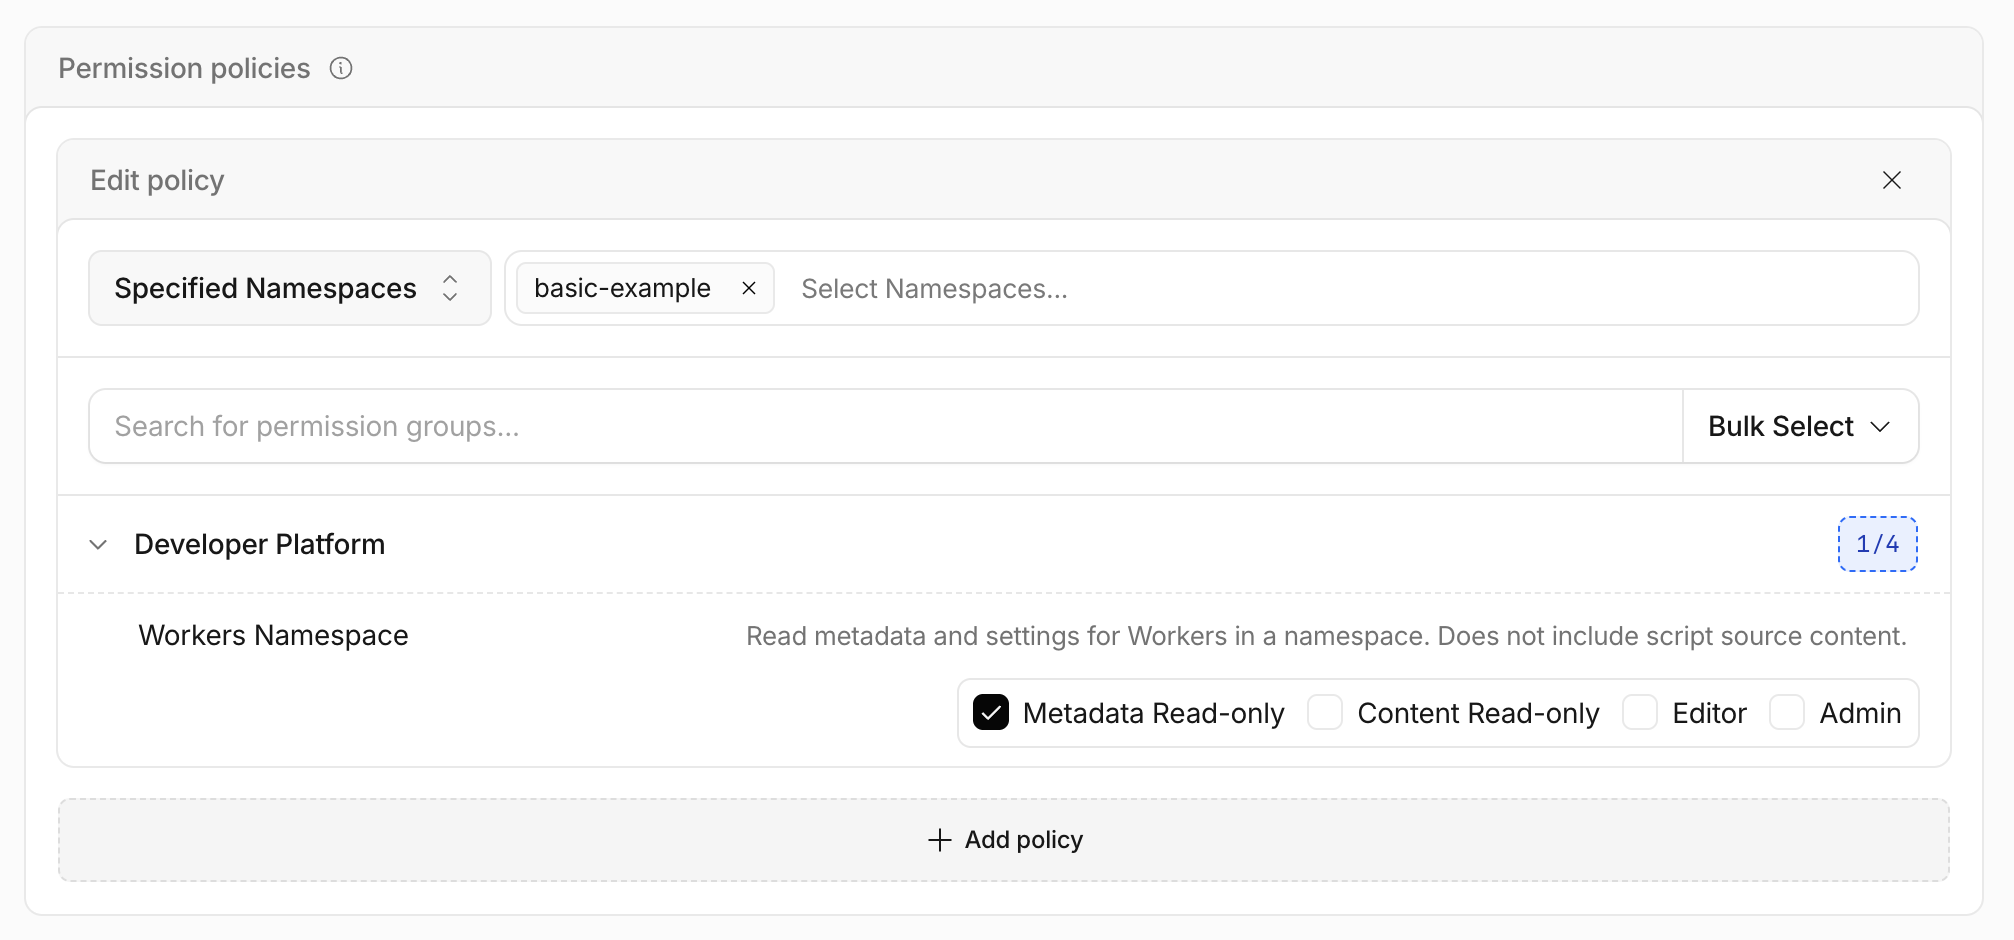 Permission policies
Edit policy
Specified Namespaces
basic-example
Select Namespaces...
Search for permission groups...
Bulk Select
Developer Platform
1/4
Workers Namespace
Read metadata and settings for Workers in a namespace. Does not include script source content.
Metadata Read-only
Content Read-only
Editor
Admin
Add policy